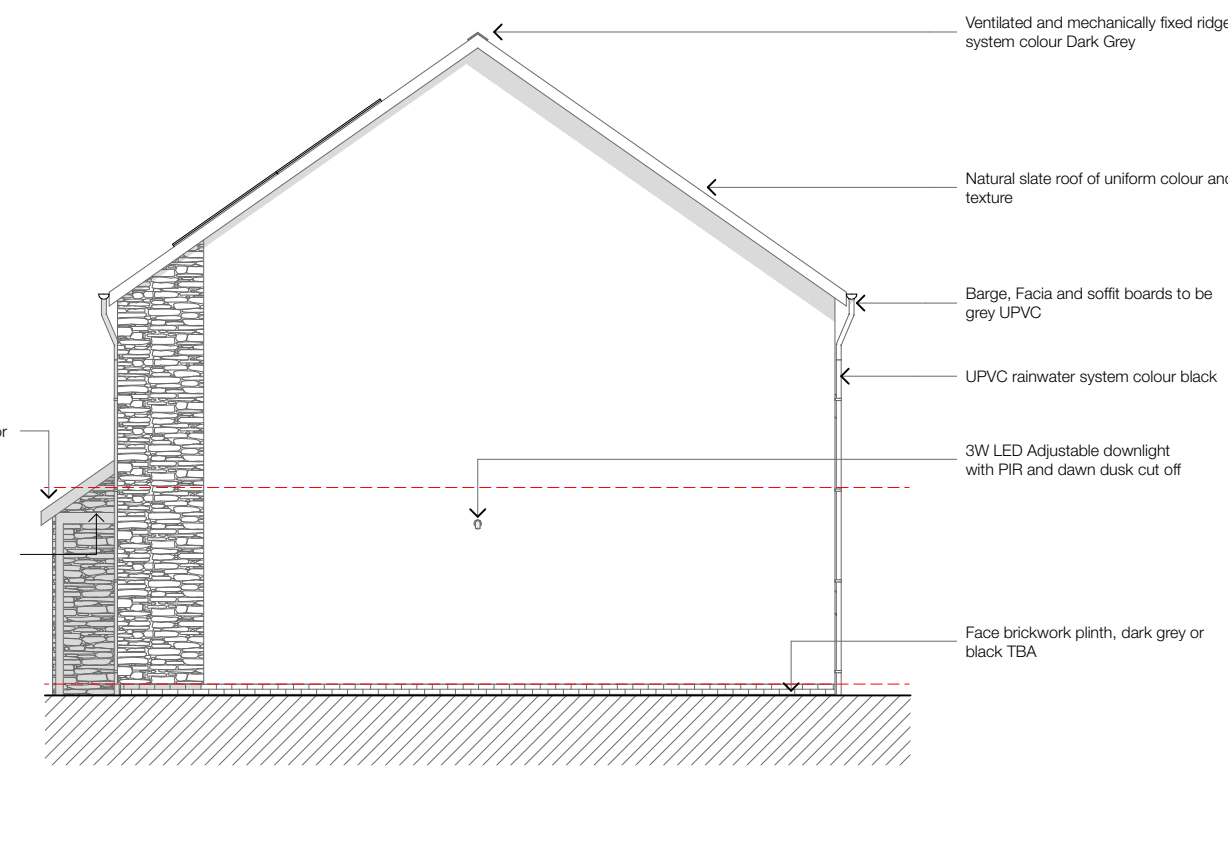 Ventilated and mechanically fixed ridge
system colour Dark Grey
Natural slate roof of uniform colour and
texture
Barge, Facia and soffit boards to be
grey UPVC
UPVC rainwater system colour black
or
3W LED Adjustable downlight
with PIR and dawn dusk cut off
Face brickwork plinth, dark grey or
black TBA